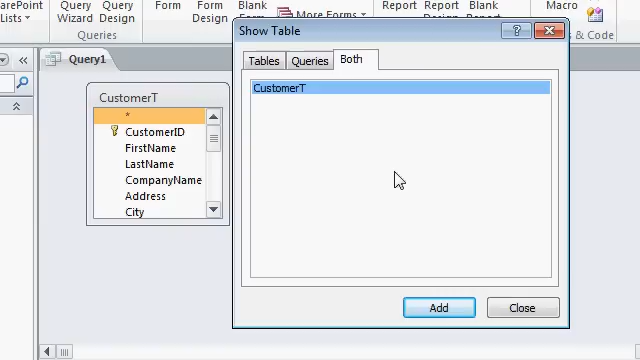 arePoint
Lists
Query
Wizard
Query
Design
Queries
Form
Form
Design
Blank
Form
More Forms
Report
Report
Design
Blank
Report
Macro
& Code
Query1
CustomerT
*
CustomerID
FirstName
LastName
CompanyName
Address
City
Show Table
?
Tables
Queries
Both
CustomerT
Add
Close